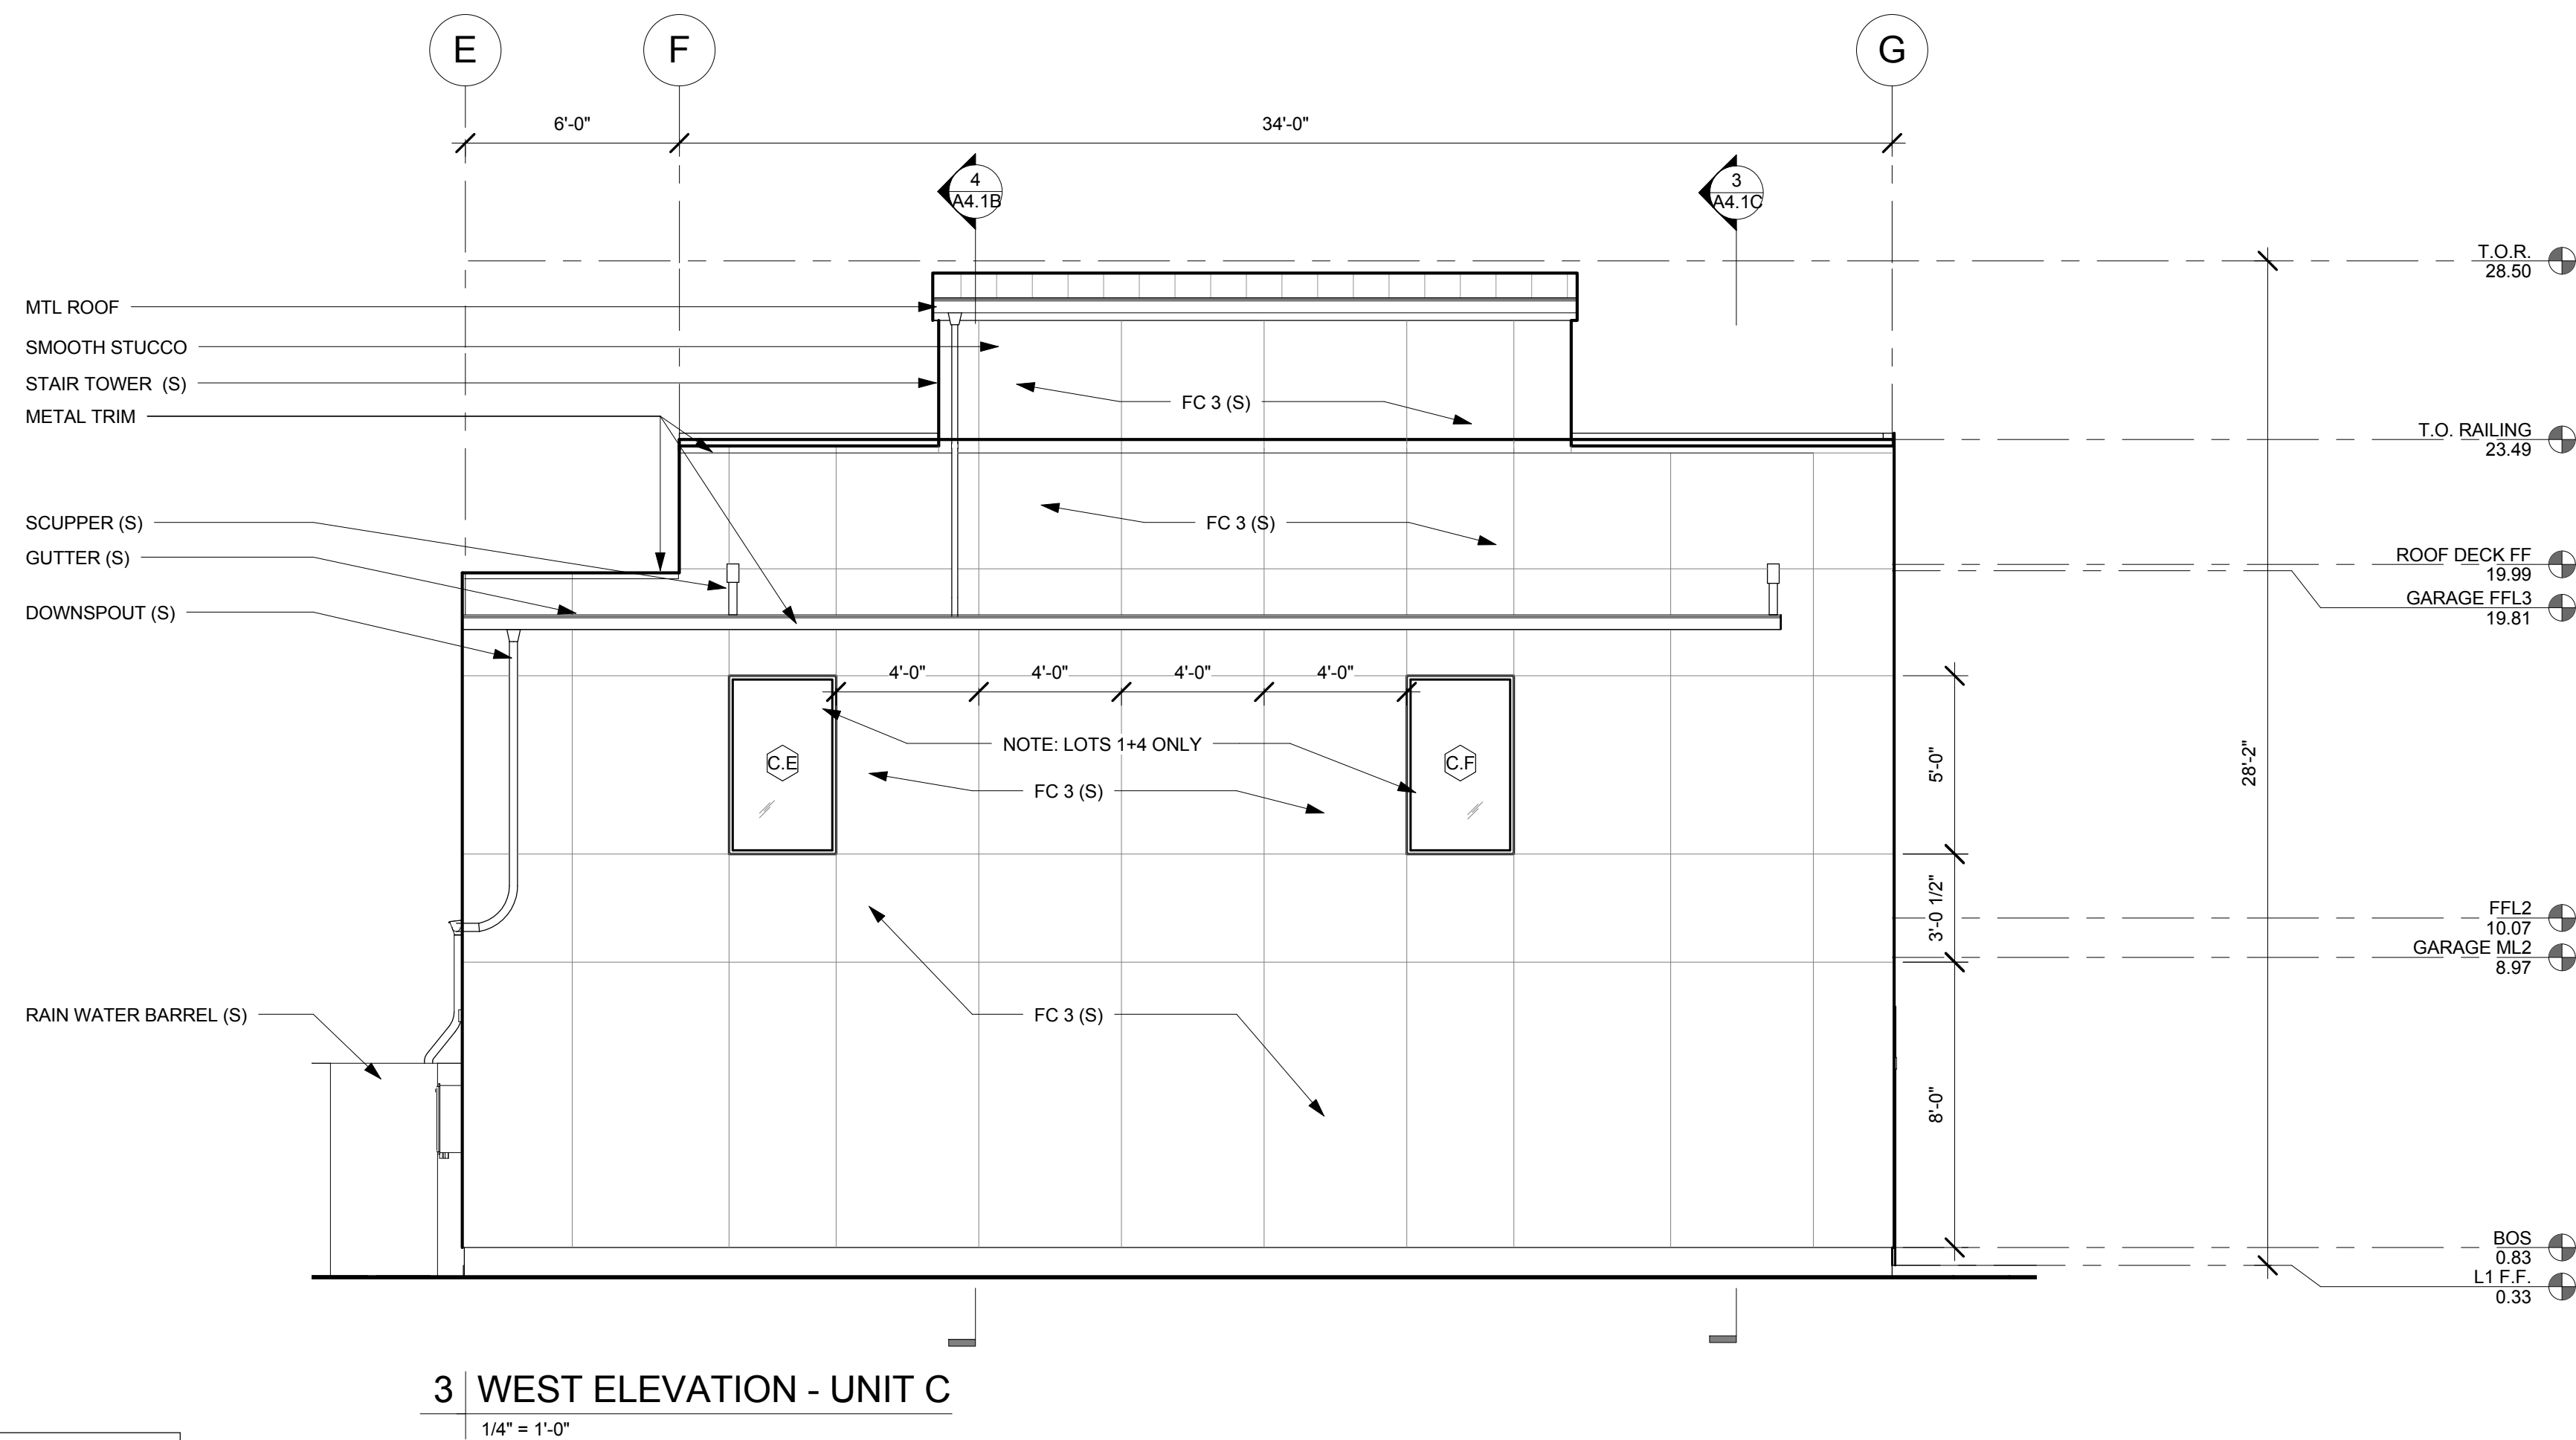 E
F
G
6'-0"
34'-0"
4
A4.1B
3
A4.1C
T.O.R.
28.50
MTL ROOF
SMOOTH STUCCO
STAIR TOWER (S)
METAL TRIM
FC 3 (S)
T.O. RAILING
23.49
SCUPPER (S)
GUTTER (S)
DOWNSPOUT (S)
FC 3 (S)
ROOF DECK FF
19.99
GARAGE FFL3
19.81
4'-0"
4'-0"
4'-0"
4'-0"
NOTE: LOTS 1+4 ONLY
C.E
C.F
FC 3 (S)
5'-0"
28'-2"
3'-0 1/2"
FFL2
10.07
GARAGE ML2
8.97
RAIN WATER BARREL (S)
FC 3 (S)
8'-0"
BOS
0.83
L1 F.F.
0.33
3 WEST ELEVATION - UNIT C
1/4" = 1'-0"